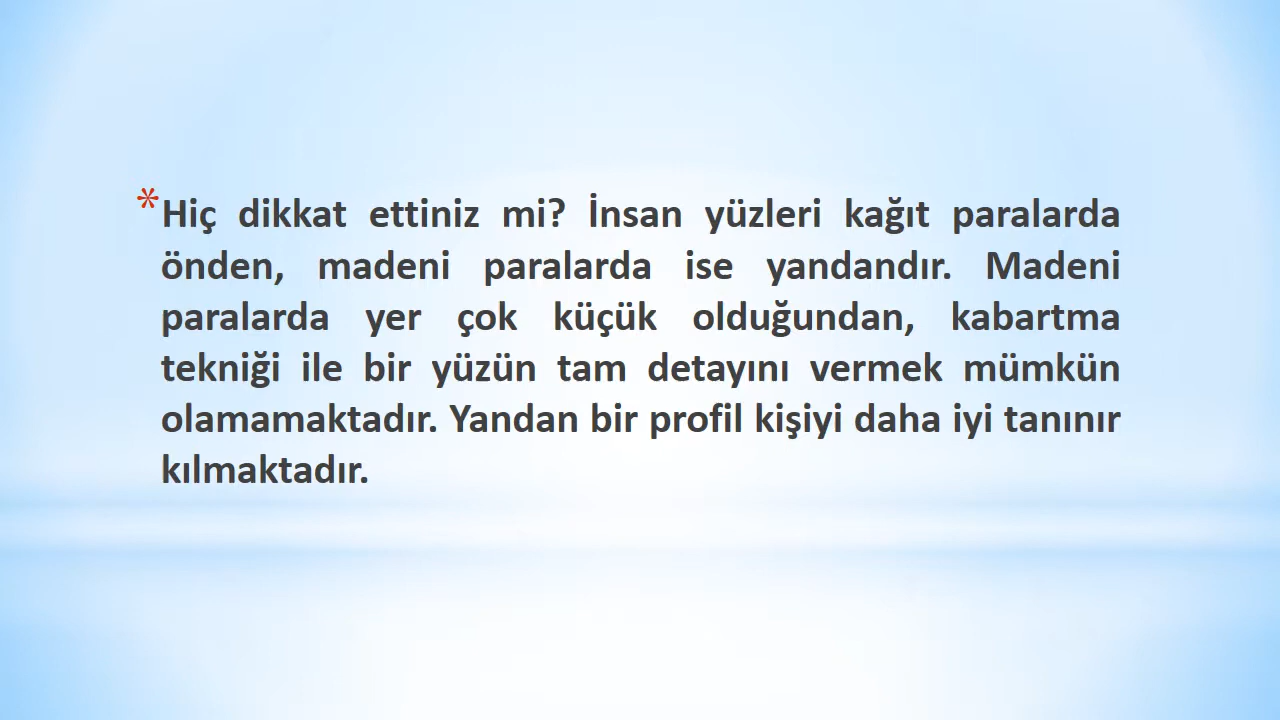 *Hiç dikkat ettiniz mi? İnsan yüzleri kağıt paralarda
önden, madeni paralarda ise yandandır. Madeni
paralarda yer çok küçük olduğundan, kabartma
tekniği ile bir yüzün tam detayını vermek mümkün
olamamaktadır. Yandan bir profil kişiyi daha iyi tanınır
kılmaktadır.